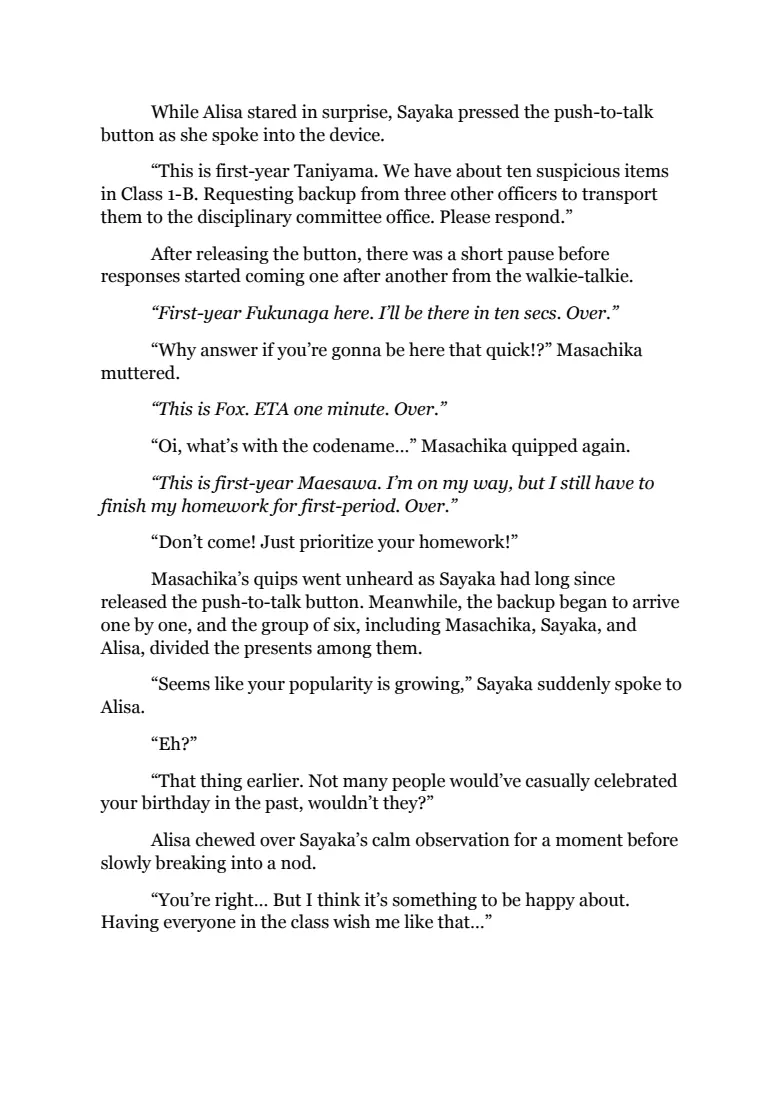 While Alisa stared in surprise, Sayaka pressed the push-to-talk
button as she spoke into the device.
“This is first-year Taniyama. We have about ten suspicious items
in Class 1-B. Requesting backup from three other officers to transport
them to the disciplinary committee office. Please respond.”
After releasing the button, there was a short pause before
responses started coming one after another from the walkie-talkie.
“First-year Fukunaga here. I’ll be there in ten secs. Over.”
“Why answer if you’re gonna be here that quick!?” Masachika
muttered.
“This is Fox. ETA one minute. Over.”
“Oi, what’s with the codename...” Masachika quipped again.
“This is first-year Maesawa. I’m on my way, but I still have to
finish my homework for first-period. Over.”
“Don’t come! Just prioritize your homework!”
Masachika’s quips went unheard as Sayaka had long since
released the push-to-talk button. Meanwhile, the backup began to arrive
one by one, and the group of six, including Masachika, Sayaka, and
Alisa, divided the presents among them.
“Seems like your popularity is growing,” Sayaka suddenly spoke to
Alisa.
“Eh?”
“That thing earlier. Not many people would’ve casually celebrated
your birthday in the past, wouldn’t they?”
Alisa chewed over Sayaka’s calm observation for a moment before
slowly breaking into a nod.
“You’re right... But I think it’s something to be happy about.
Having everyone in the class wish me like that...”